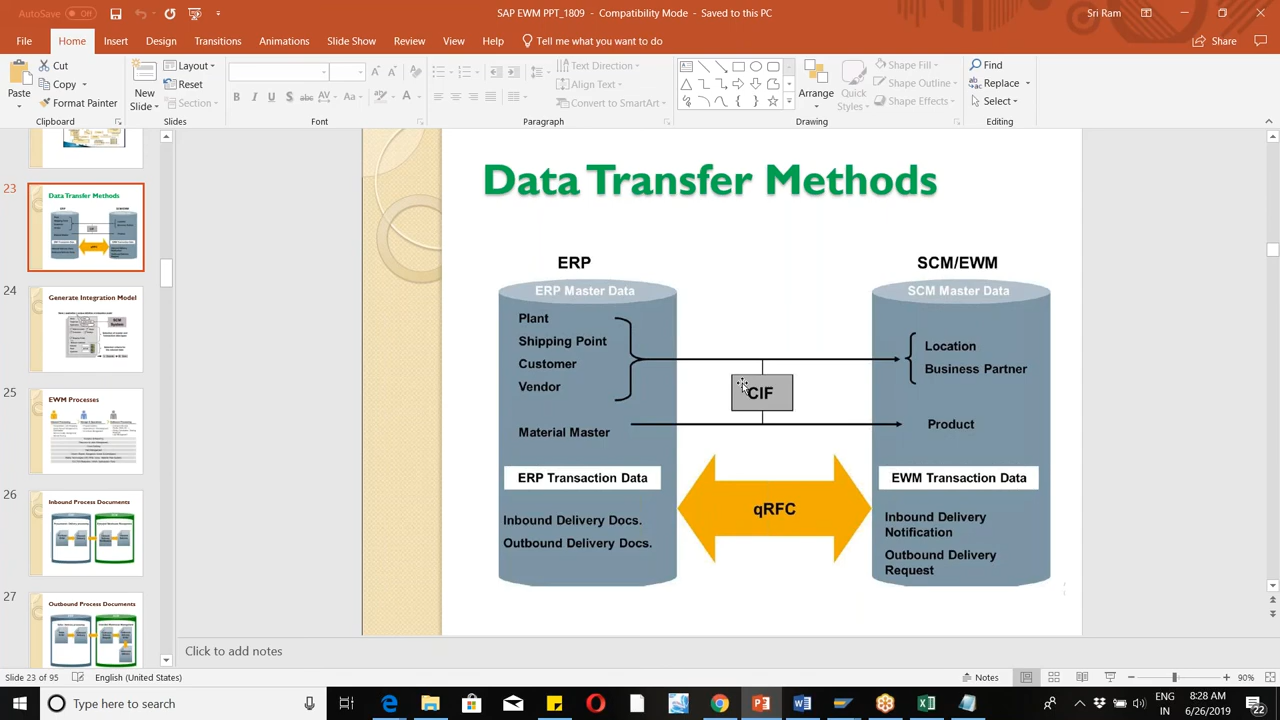 AutoSave Off
SAP EWM PPT_1809 - Compatibility Mode - Saved to this PC
Sri Ram
File Home Insert Design Transitions Animations Slide Show Review View Help Tell me what you want to do Share
Paste
Cut
Copy
Format Painter
Clipboard
New
Slide
Layout
Reset
Section
Slides
Font
Text Direction
Align Text
Convert to SmartArt
Paragraph
Arrange
Quick
Styles
Shape Fill
Shape Outline
Shape Effects
Drawing
Find
Replace
Select
Editing
23
Data Transfer Methods
24
Generate Integration Model
25
EWM Processes
26
Inbound Process Documents
27
Outbound Process Documents
Data Transfer Methods
ERP
SCM/EWM
ERP Master Data
SCM Master Data
Plant
Shipping Point
Customer
Vendor
Material Master
CIF
Location
Business Partner
Product
ERP Transaction Data
Inbound Delivery Docs.
Outbound Delivery Docs.
qRFC
EWM Transaction Data
Inbound Delivery
Notification
Outbound Delivery
Request
Click to add notes
Slide 23 of 95 English (United States)
Notes
90%
Type here to search
ENG
IN
8:28 AM
6/26/2019
22